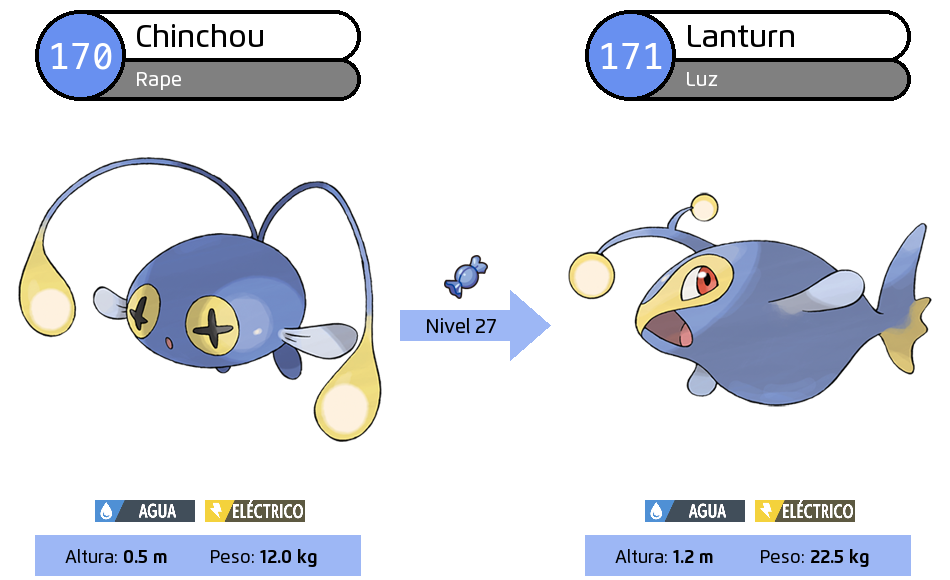 170
Chinchou
Rape
171
Lanturn
Luz
Nivel 27
AGUA
ELÉCTRICO
AGUA
ELÉCTRICO
Altura: 0.5 m Peso: 12.0 kg
Altura: 1.2 m Peso: 22.5 kg